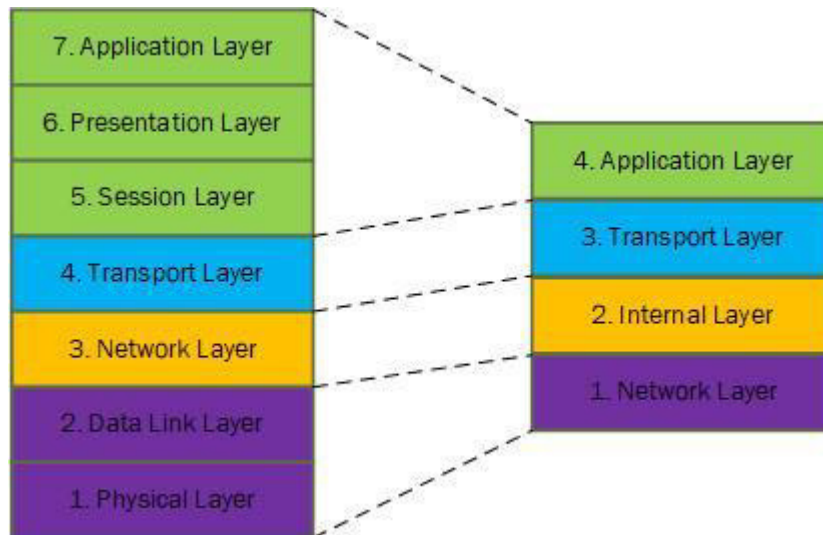 7. Application Layer
6. Presentation Layer
5. Session Layer
4. Transport Layer
3. Network Layer
2. Data Link Layer
1. Physical Layer
4. Application Layer
3. Transport Layer
2. Internal Layer
1. Network Layer